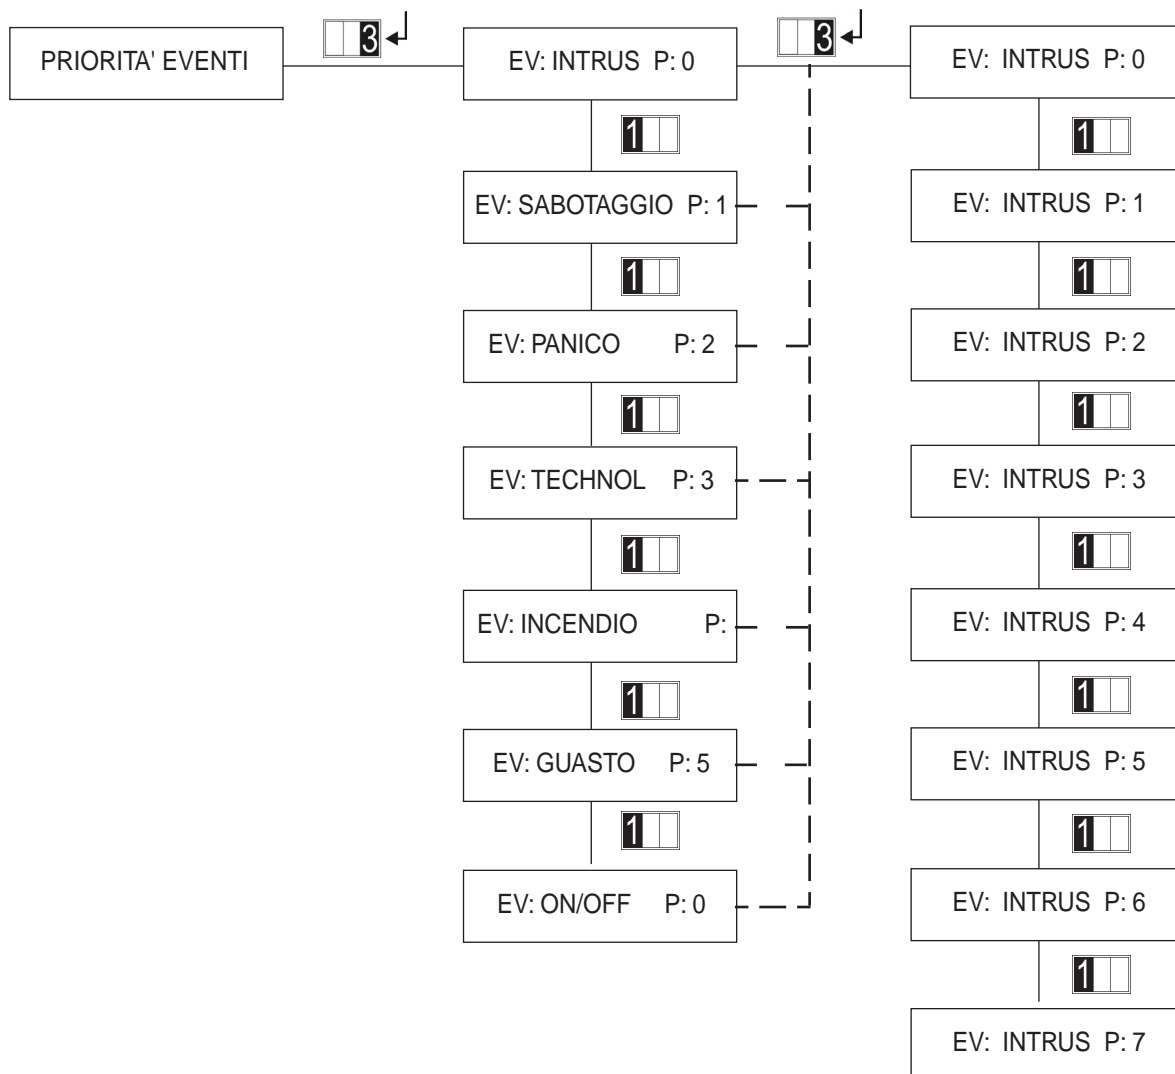 PRIORITA' EVENTI
3
EV: INTRUS P: 0
3
EV: INTRUS P: 0
1
1
EV: SABOTAGGIO P: 1
EV: INTRUS P: 1
1
1
EV: PANICO P: 2
EV: INTRUS P: 2
1
1
EV: TECHNOL P: 3
EV: INTRUS P: 3
1
1
EV: INCENDIO P:
EV: INTRUS P: 4
1
1
EV: GUASTO P: 5
EV: INTRUS P: 5
1
1
EV: ON/OFF P: 0
EV: INTRUS P: 6
1
EV: INTRUS P: 7